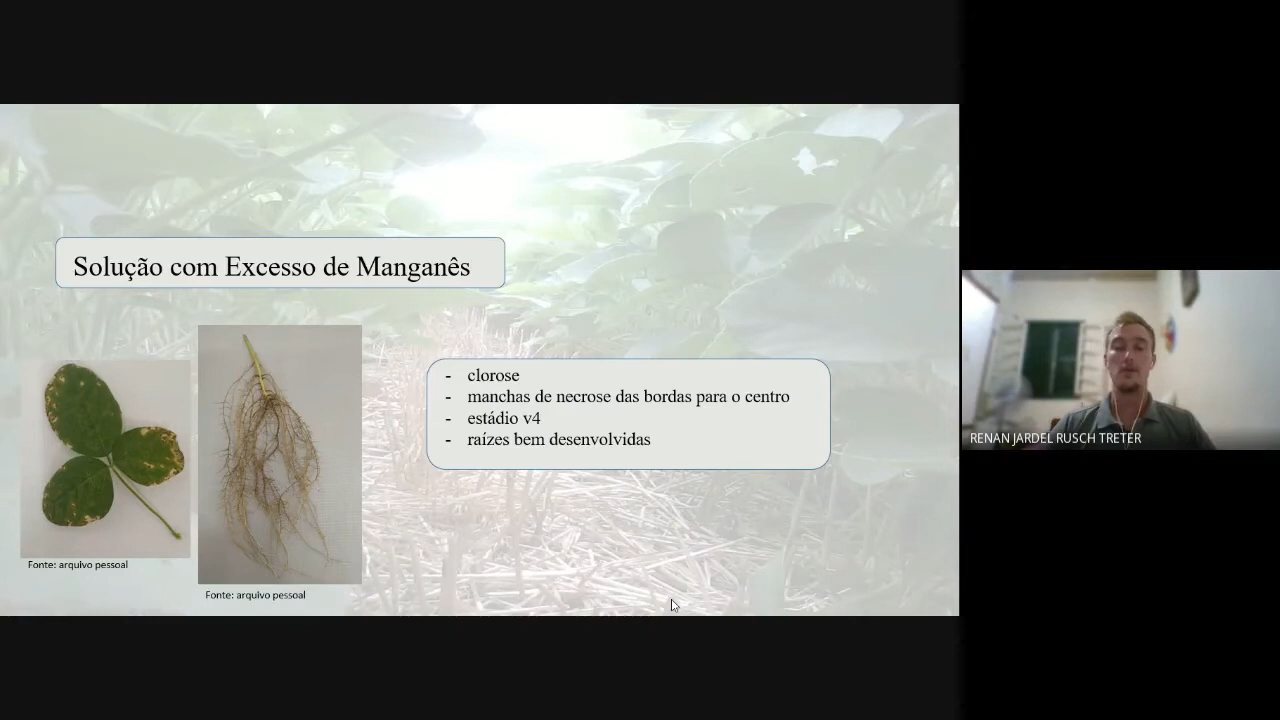 Solução com Excesso de Manganês
- clorose
- manchas de necrose das bordas para o centro
- estádio v4
- raízes bem desenvolvidas
Fonte: arquivo pessoal
Fonte: arquivo pessoal
RENAN JARDEL RUSCH TRETER